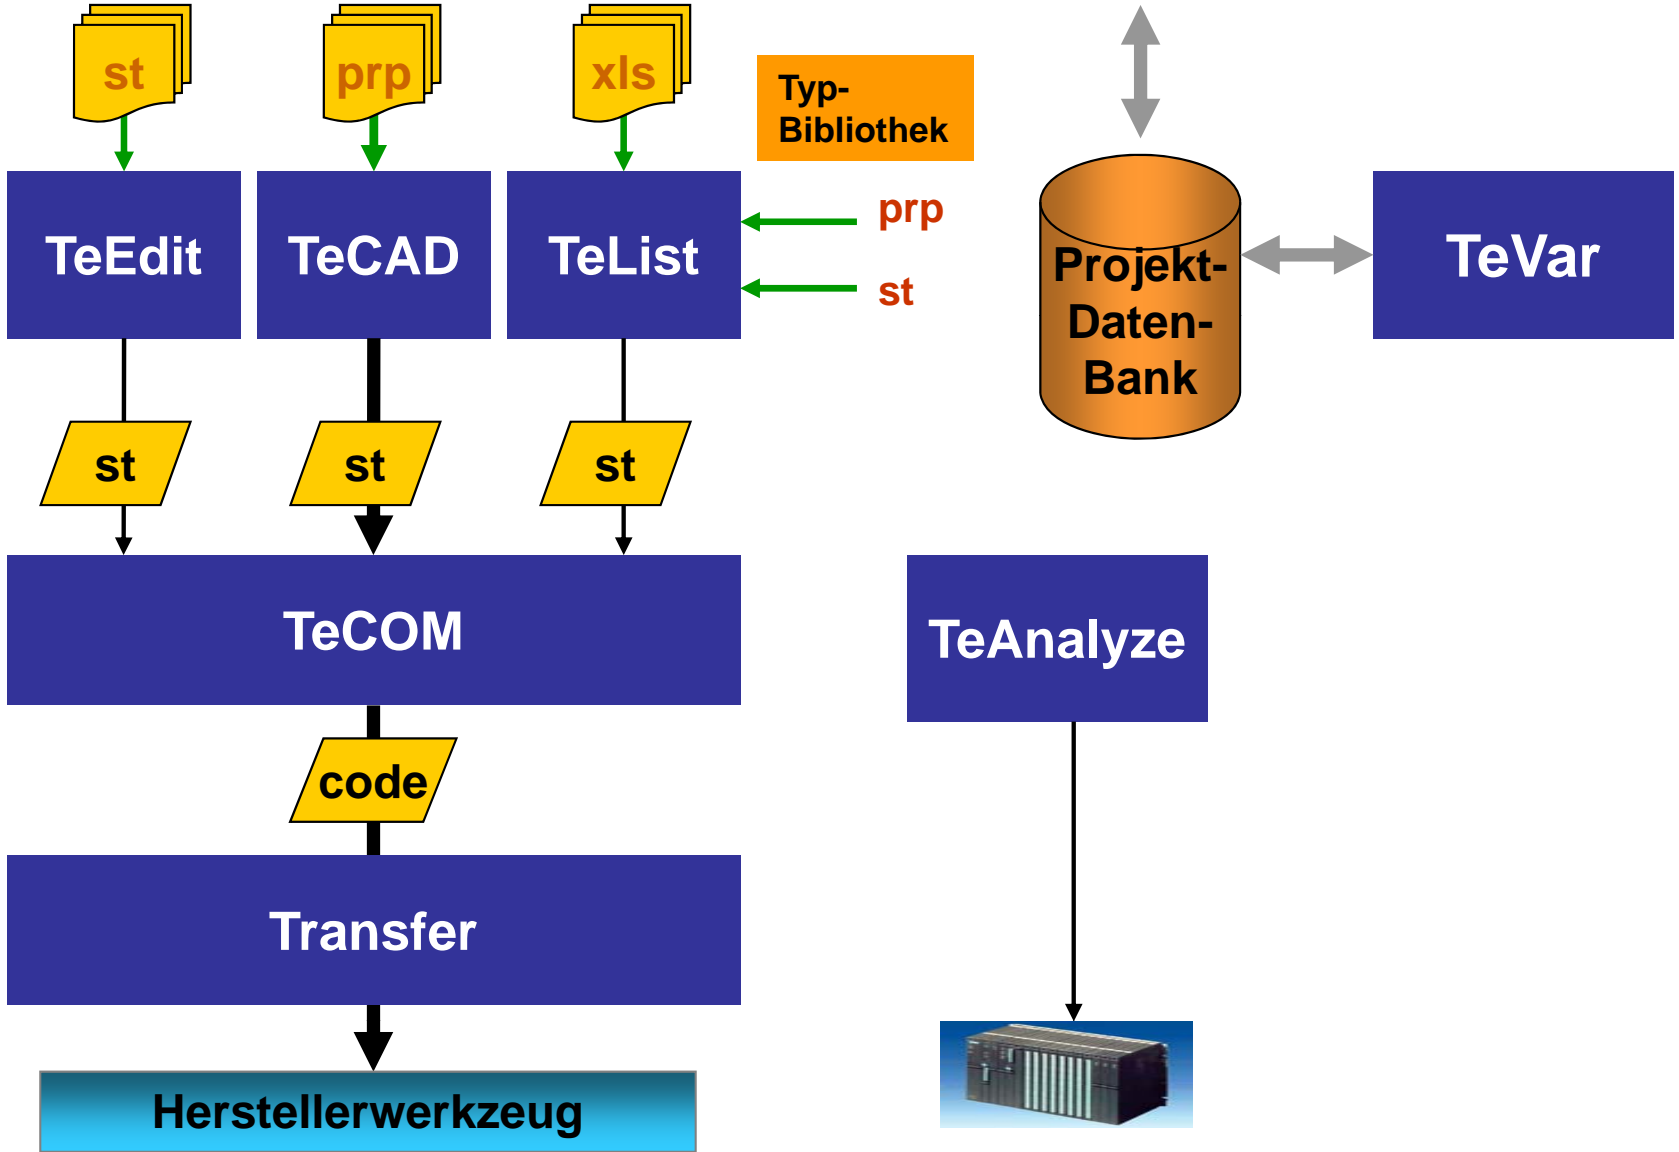 st
prp
xls
Typ-
Bibliothek
TeEdit
TeCAD
TeList
prp
st
Projekt-
Daten-
Bank
TeVar
st
st
st
TeCOM
TeAnalyze
code
Transfer
Herstellerwerkzeug